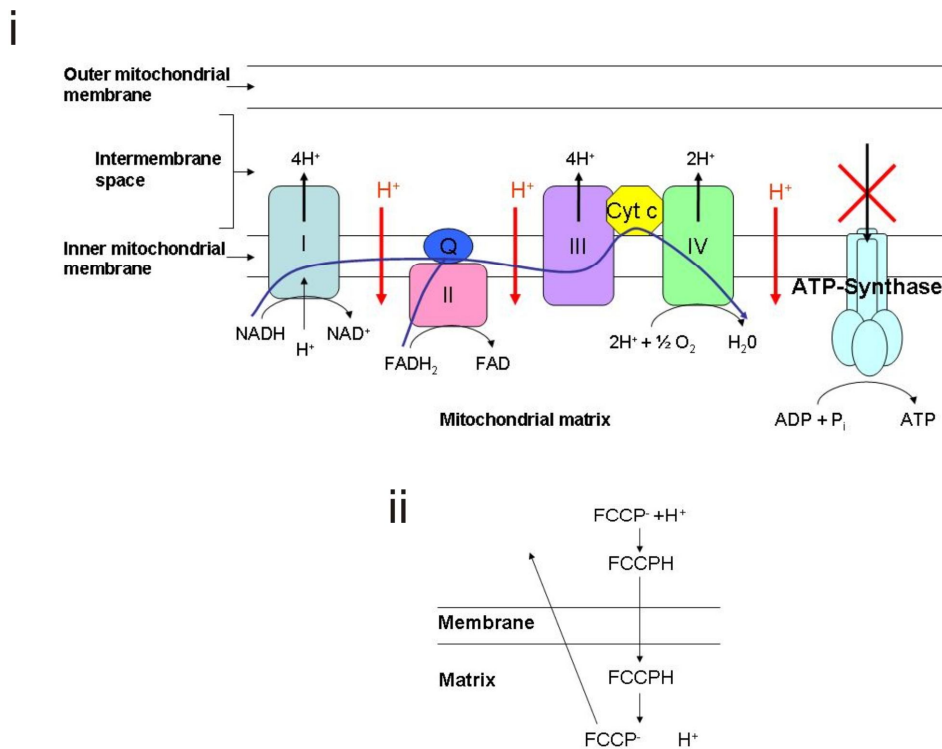 i
Outer mitochondrial
membrane
Intermembrane
space
4H⁺
H⁺
H⁺
4H⁺
2H⁺
H⁺
Cyt c
Inner mitochondrial
membrane
I
Q
II
III
IV
ATP-Synthase
NADH
NAD⁺
H⁺
FADH₂
FAD
2H⁺ + ½ O₂
H₂0
Mitochondrial matrix
ADP + Pᵢ
ATP
ii
FCCP⁻ +H⁺
FCCPH
Membrane
Matrix
FCCPH
FCCP⁻
H⁺